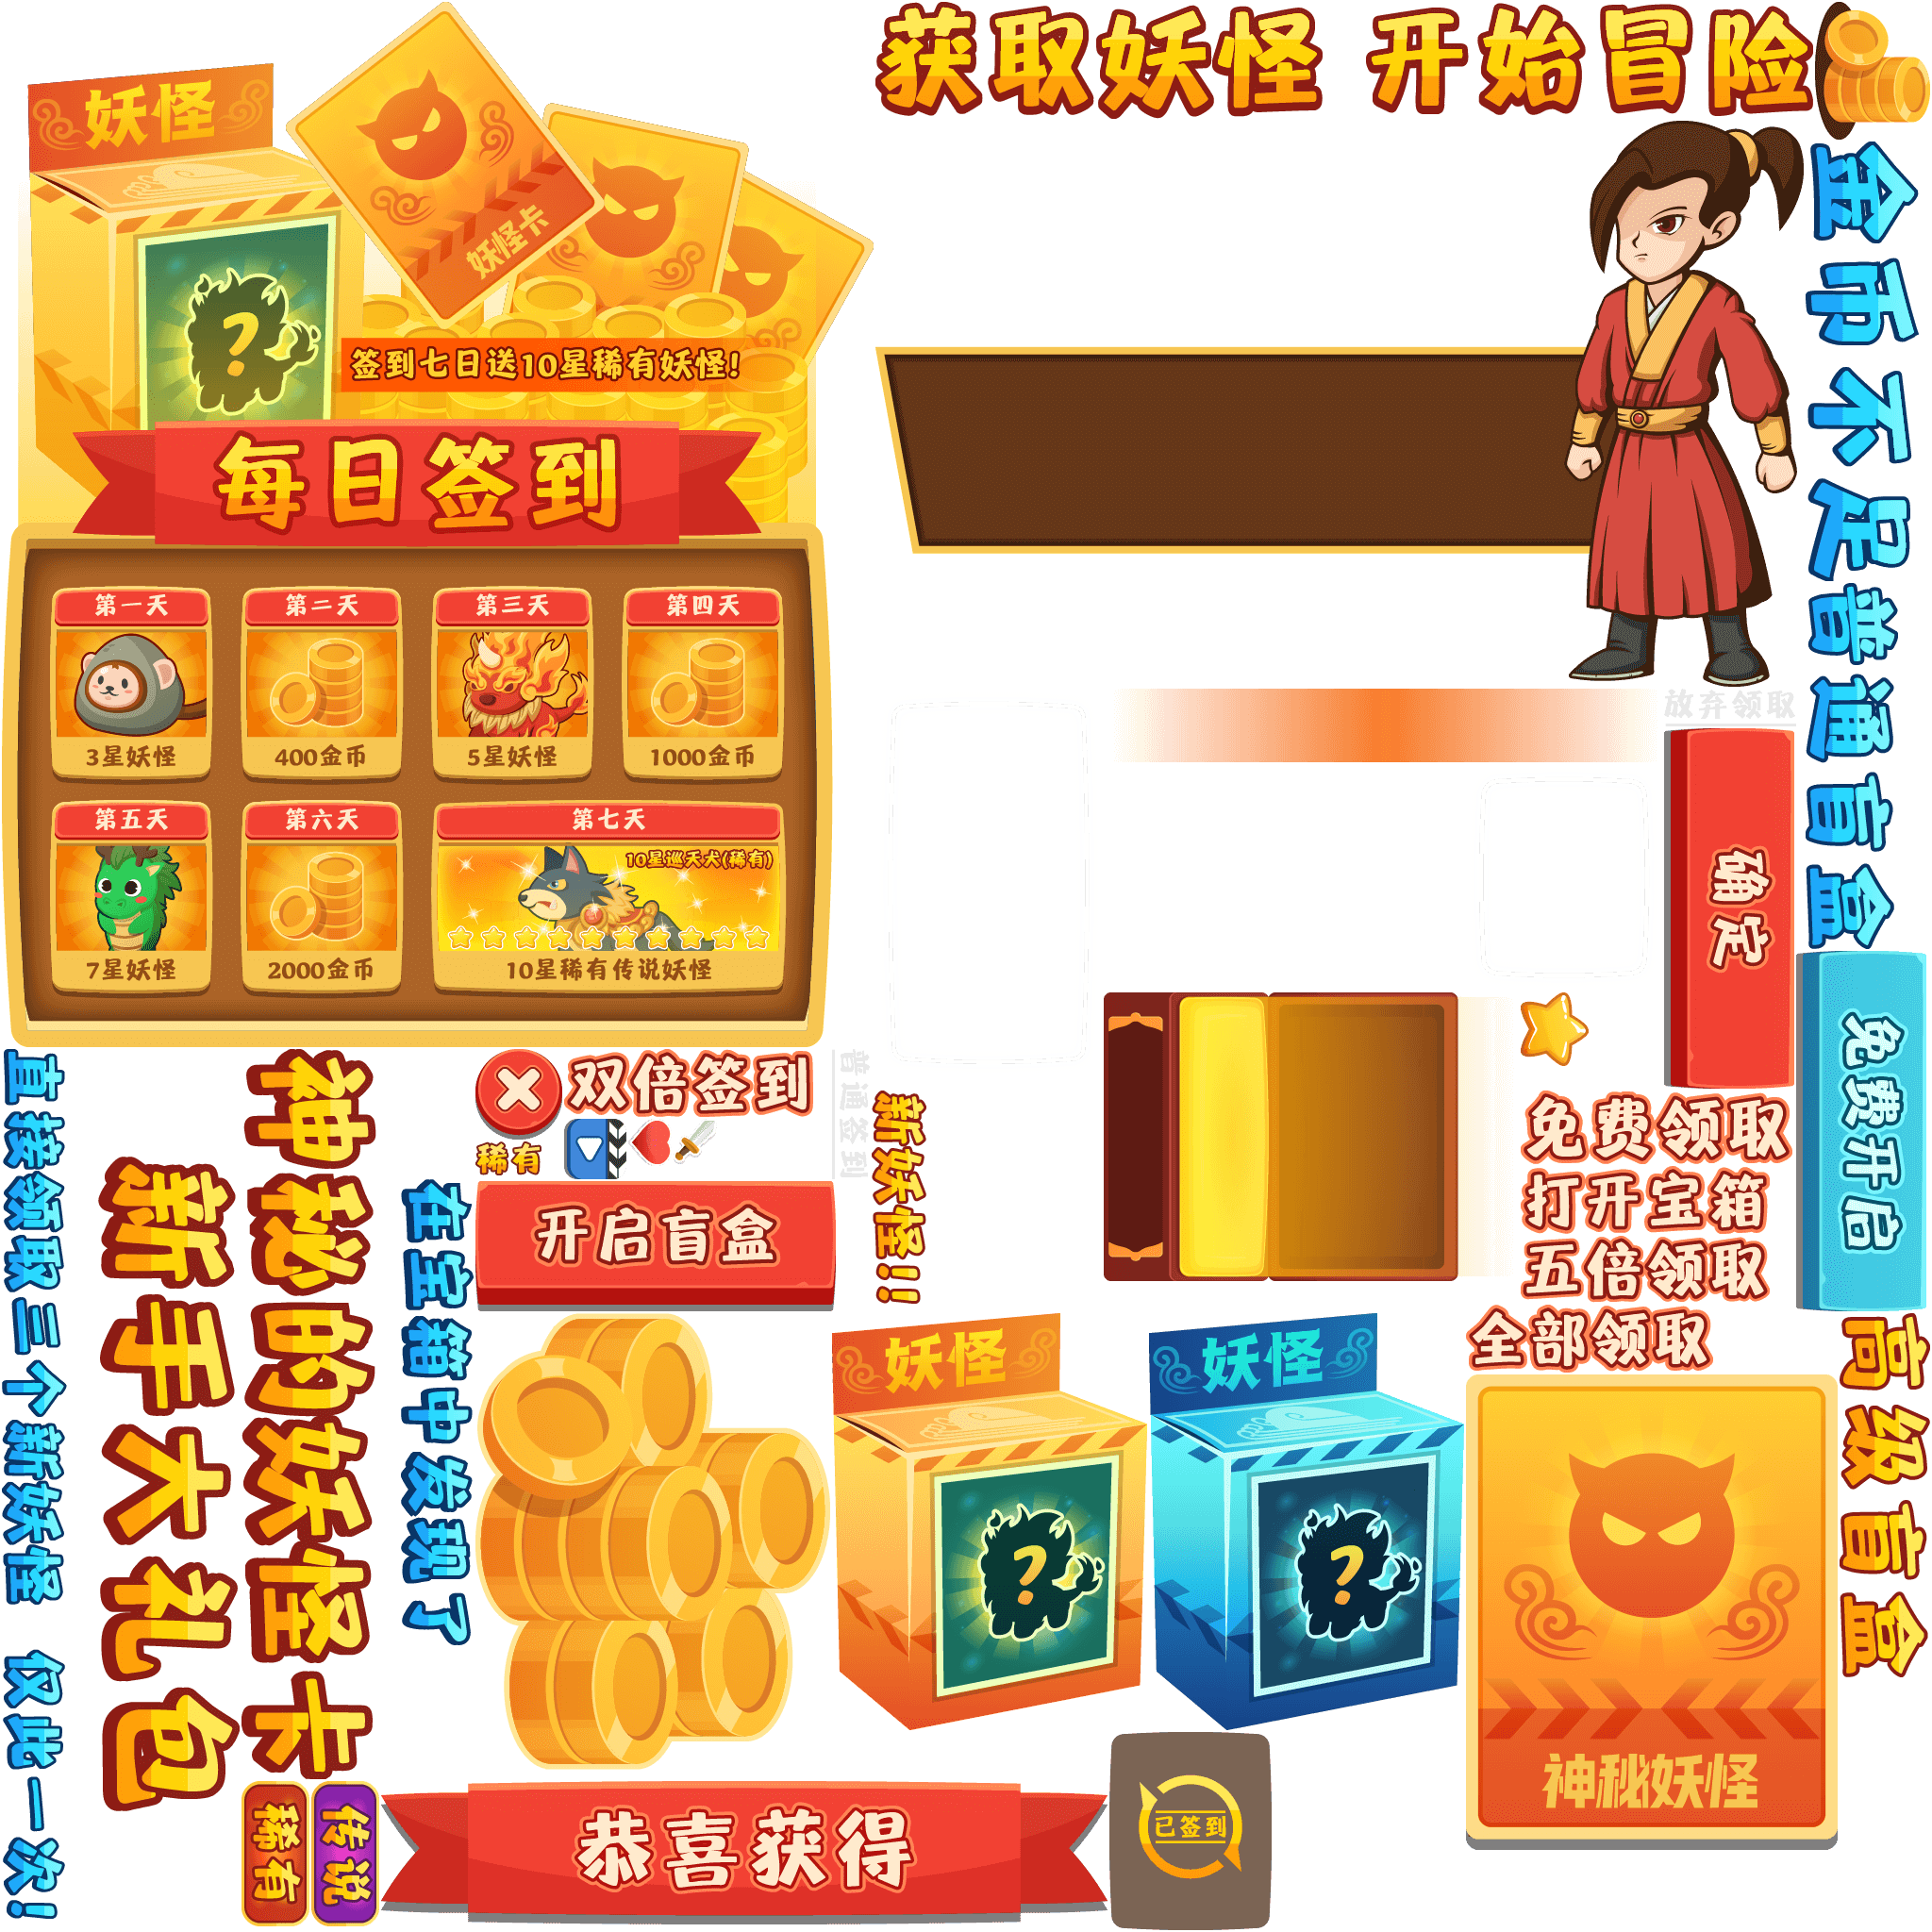 获取妖怪 开始冒险
妖怪
妖怪卡
签到七日送10星稀有妖怪!
每日签到
第一天
3星妖怪
第二天
400金币
第三天
5星妖怪
第四天
1000金币
第五天
7星妖怪
第六天
2000金币
第七天
10星巡天犬(稀有)
10星稀有传说妖怪
金币不足
普通盲盒
放弃领取
确定
免费开启
直接领取三个新妖怪 仅此一次!
新手大礼包
神秘的妖怪卡
在宝箱中发现了
双倍签到
稀有
普通签到
新妖怪!!
开启盲盒
免费领取
打开宝箱
五倍领取
全部领取
高级盲盒
妖怪
妖怪
神秘妖怪
稀有
传说
恭喜获得
已签到